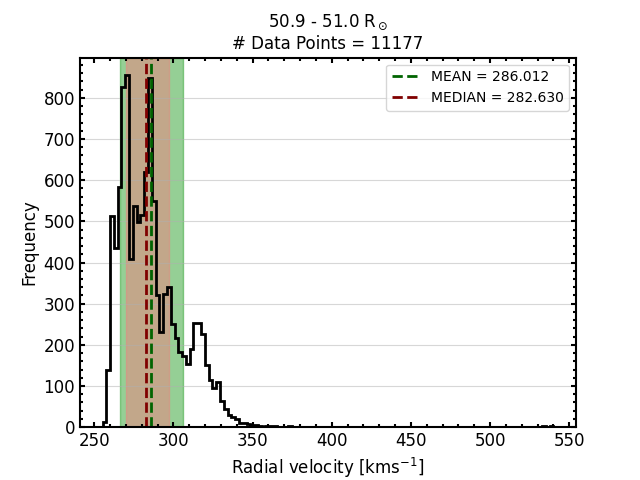 50.9 - 51.0 R⊙
# Data Points = 11177
MEAN = 286.012
MEDIAN = 282.630
Frequency
800
700
600
500
400
300
200
100
0
250 300 350 400 450 500 550
Radial velocity [kms⁻¹]